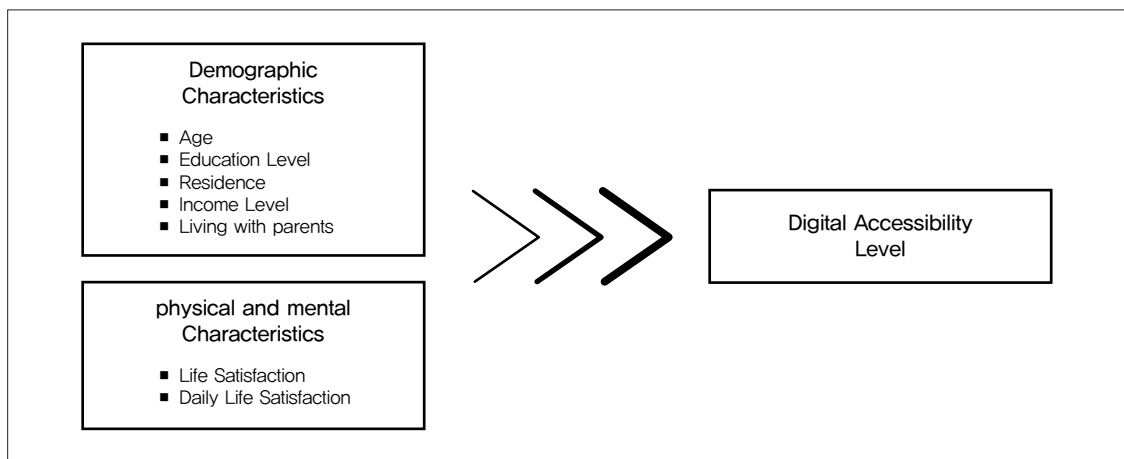 Demographic
Characteristics
■ Age
■ Education Level
■ Residence
■ Income Level
■ Living with parents
physical and mental
Characteristics
■ Life Satisfaction
■ Daily Life Satisfaction
Digital Accessibility
Level